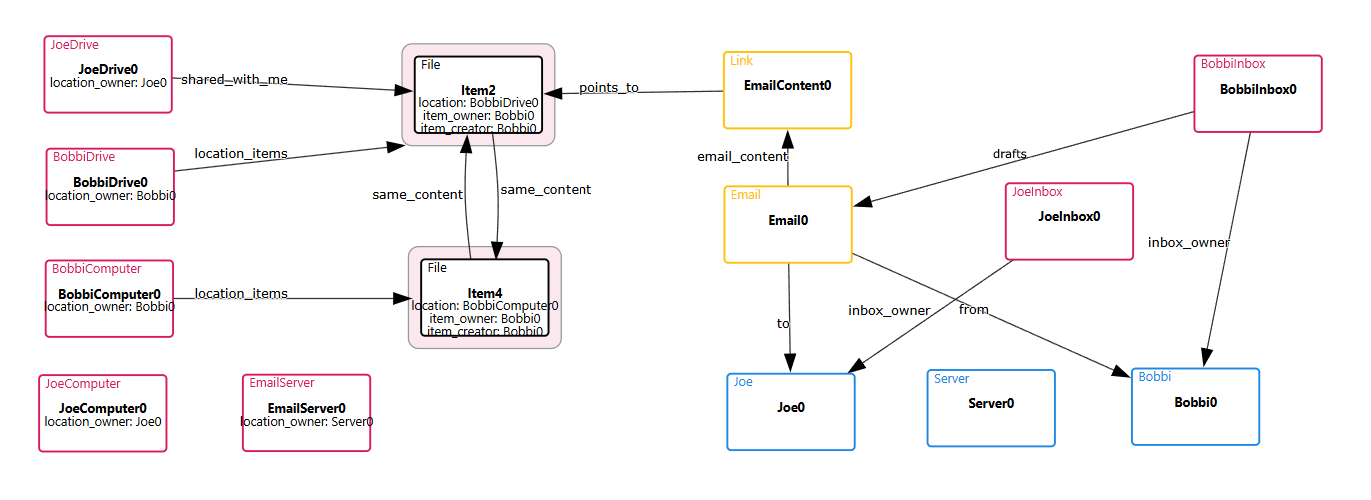 JoeDrive
JoeDrive0
location_owner: Joe0
shared_with_me
File
Item2
location: BobbiDrive0
item_owner: Bobbi0
item_creator: Bobbi0
points_to
Link
EmailContent0
BobbiInbox
BobbiInbox0
BobbiDrive
BobbiDrive0
location_owner: Bobbi0
location_items
same_content
same_content
email_content
drafts
Email
Email0
JoeInbox
JoeInbox0
inbox_owner
BobbiComputer
BobbiComputer0
location_owner: Bobbi0
location_items
File
Item4
location: BobbiComputer0
item_owner: Bobbi0
item_creator: Bobbi0
to
inbox_owner
from
JoeComputer
JoeComputer0
location_owner: Joe0
EmailServer
EmailServer0
location_owner: Server0
Joe
Joe0
Server
Server0
Bobbi
Bobbi0